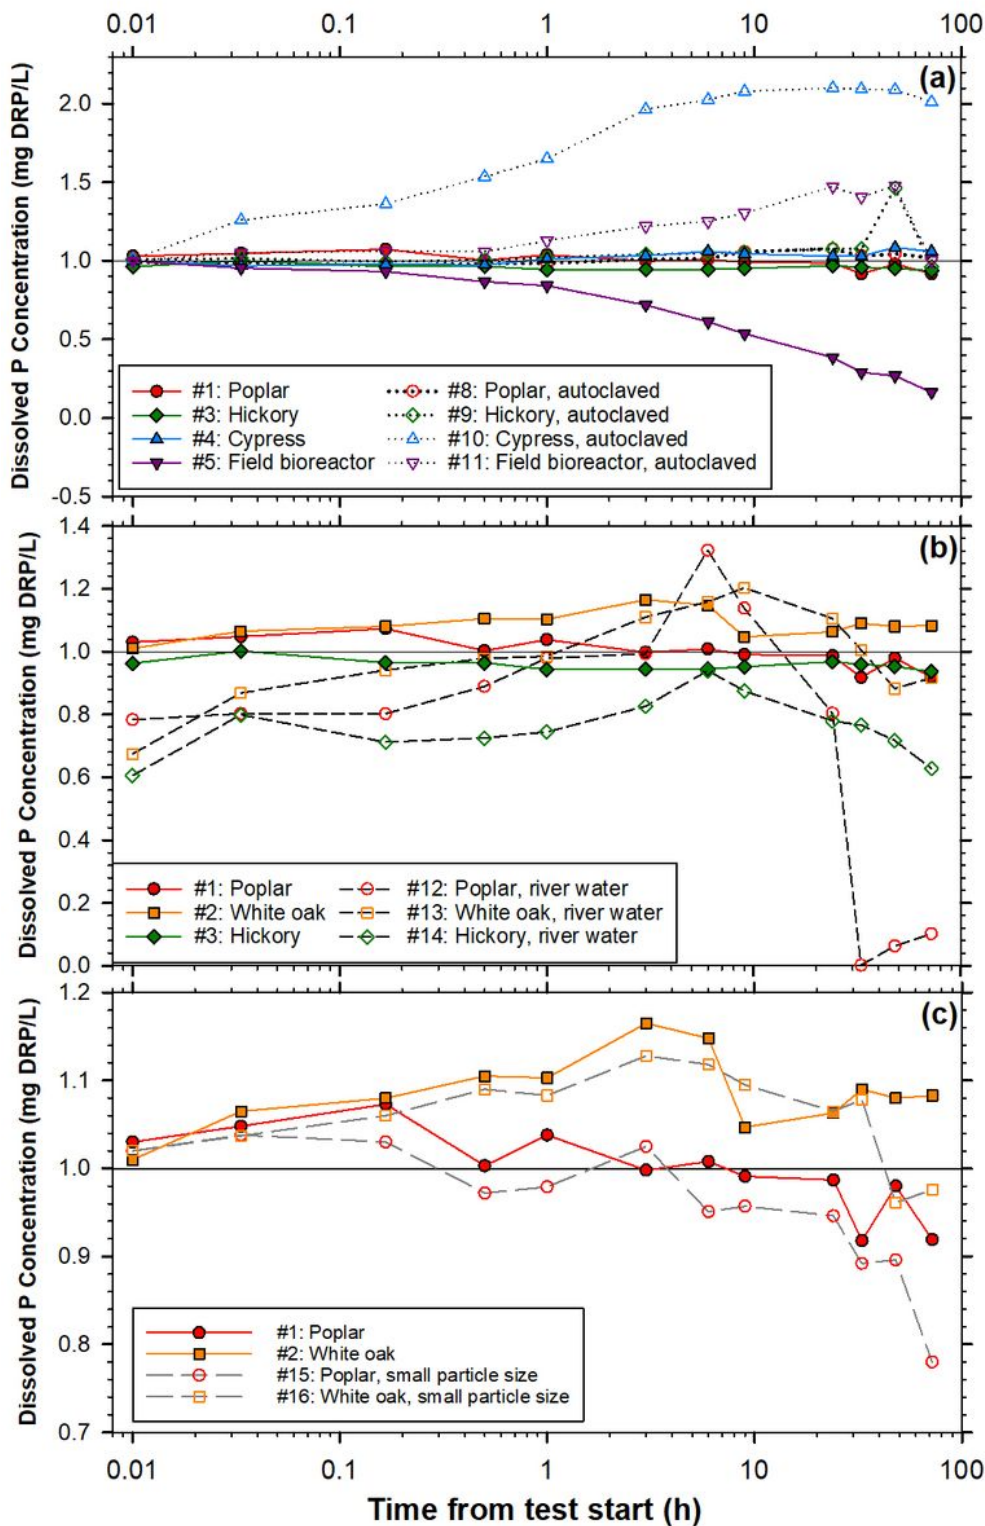 0.01 0.1 1 10 100
(a)
Dissolved P Concentration (mg DRP/L)
2.0
1.5
1.0
0.5
0.0
-0.5
#1: Poplar
#3: Hickory
#4: Cypress
#5: Field bioreactor
#8: Poplar, autoclaved
#9: Hickory, autoclaved
#10: Cypress, autoclaved
#11: Field bioreactor, autoclaved
(b)
Dissolved P Concentration (mg DRP/L)
1.4
1.2
1.0
0.8
0.6
0.4
0.2
0.0
#1: Poplar
#2: White oak
#3: Hickory
#12: Poplar, river water
#13: White oak, river water
#14: Hickory, river water
(c)
Dissolved P Concentration (mg DRP/L)
1.2
1.1
1.0
0.9
0.8
0.7
#1: Poplar
#2: White oak
#15: Poplar, small particle size
#16: White oak, small particle size
0.01 0.1 1 10 100
Time from test start (h)